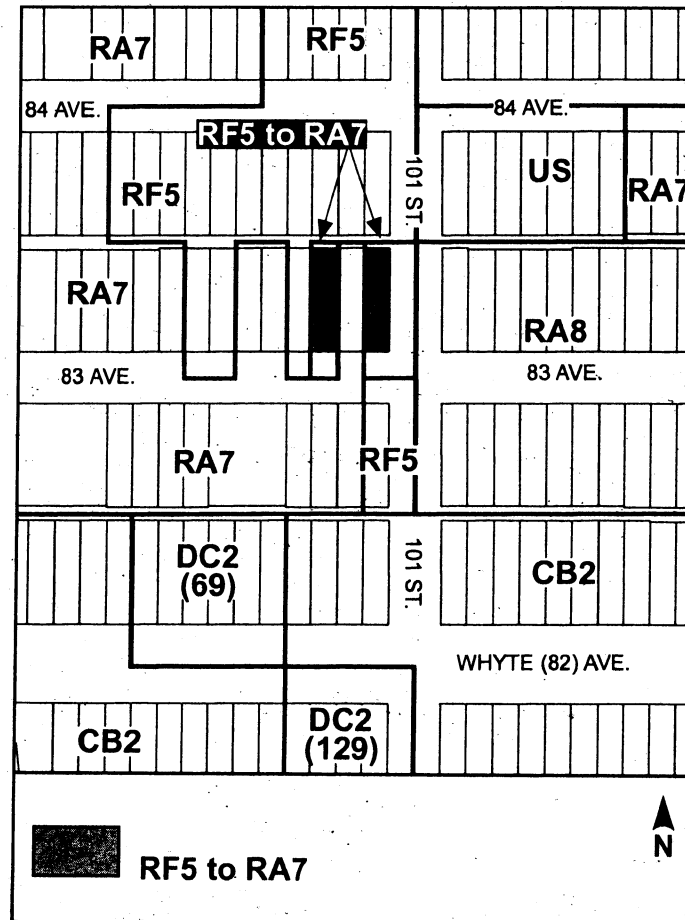 RA7
RF5
84 AVE.
84 AVE.
RF5 to RA7
RF5
101 ST.
US
RA7
RA7
RA8
83 AVE.
83 AVE.
RA7
RF5
DC2
(69)
101 ST.
CB2
WHYTE (82) AVE.
CB2
DC2
(129)
N
RF5 to RA7